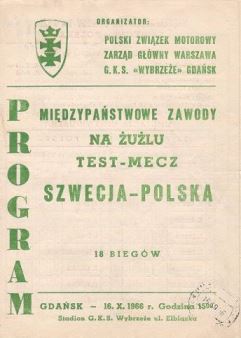 ORGANIZATOR:
POLSKI ZWIĄZEK MOTOROWY
ZARZĄD GŁÓWNY WARSZAWA
G.K.S. «WYBRZEŻE» GDAŃSK
PROGRAM
MIĘDZYPAŃSTWOWE ZAWODY
NA ŻUŻLU
TEST-MECZ
SZWECJA–POLSKA
18 BIEGÓW
GDAŃSK – 16. X. 1966 r. Godzina 15
Stadion G.K.S. Wybrzeże ul. Elbląska